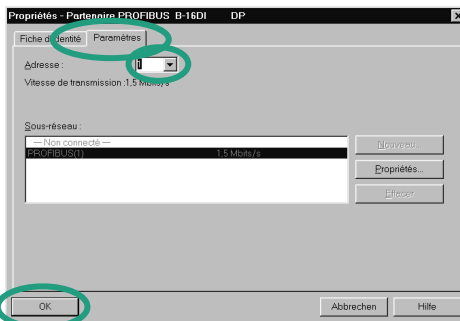 Propriétés - Partenaire PROFIBUS B-16DI DP
Fiche d'identité Paramètres
Adresse : 1
Vitesse de transmission :1,5 Mbits/s
Sous-réseau :
--- Non connecté ---
PROFIBUS(1) 1,5 Mbits/s
Nouveau
Propriétés...
Effacer
OK Abbrechen Hilfe